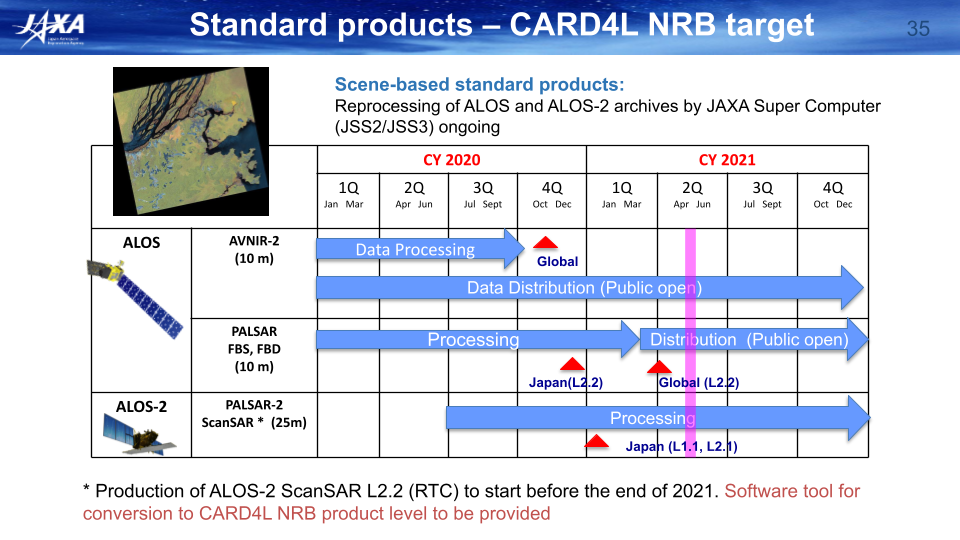 JAXA
Japan Aerospace Exploration Agency
Standard products – CARD4L NRB target
35
Scene-based standard products:
Reprocessing of ALOS and ALOS-2 archives by JAXA Super Computer
(JSS2/JSS3) ongoing
CY 2020 CY 2021
1Q 2Q 3Q 4Q 1Q 2Q 3Q 4Q
Jan Mar Apr Jun Jul Sept Oct Dec Jan Mar Apr Jun Jul Sept Oct Dec
ALOS
AVNIR-2
(10 m)
Data Processing
Global
Data Distribution (Public open)
PALSAR
FBS, FBD
(10 m)
Processing
Distribution (Public open)
Japan(L2.2)
Global (L2.2)
ALOS-2
PALSAR-2
ScanSAR * (25m)
Processing
Japan (L1.1, L2.1)
* Production of ALOS-2 ScanSAR L2.2 (RTC) to start before the end of 2021. Software tool for
conversion to CARD4L NRB product level to be provided